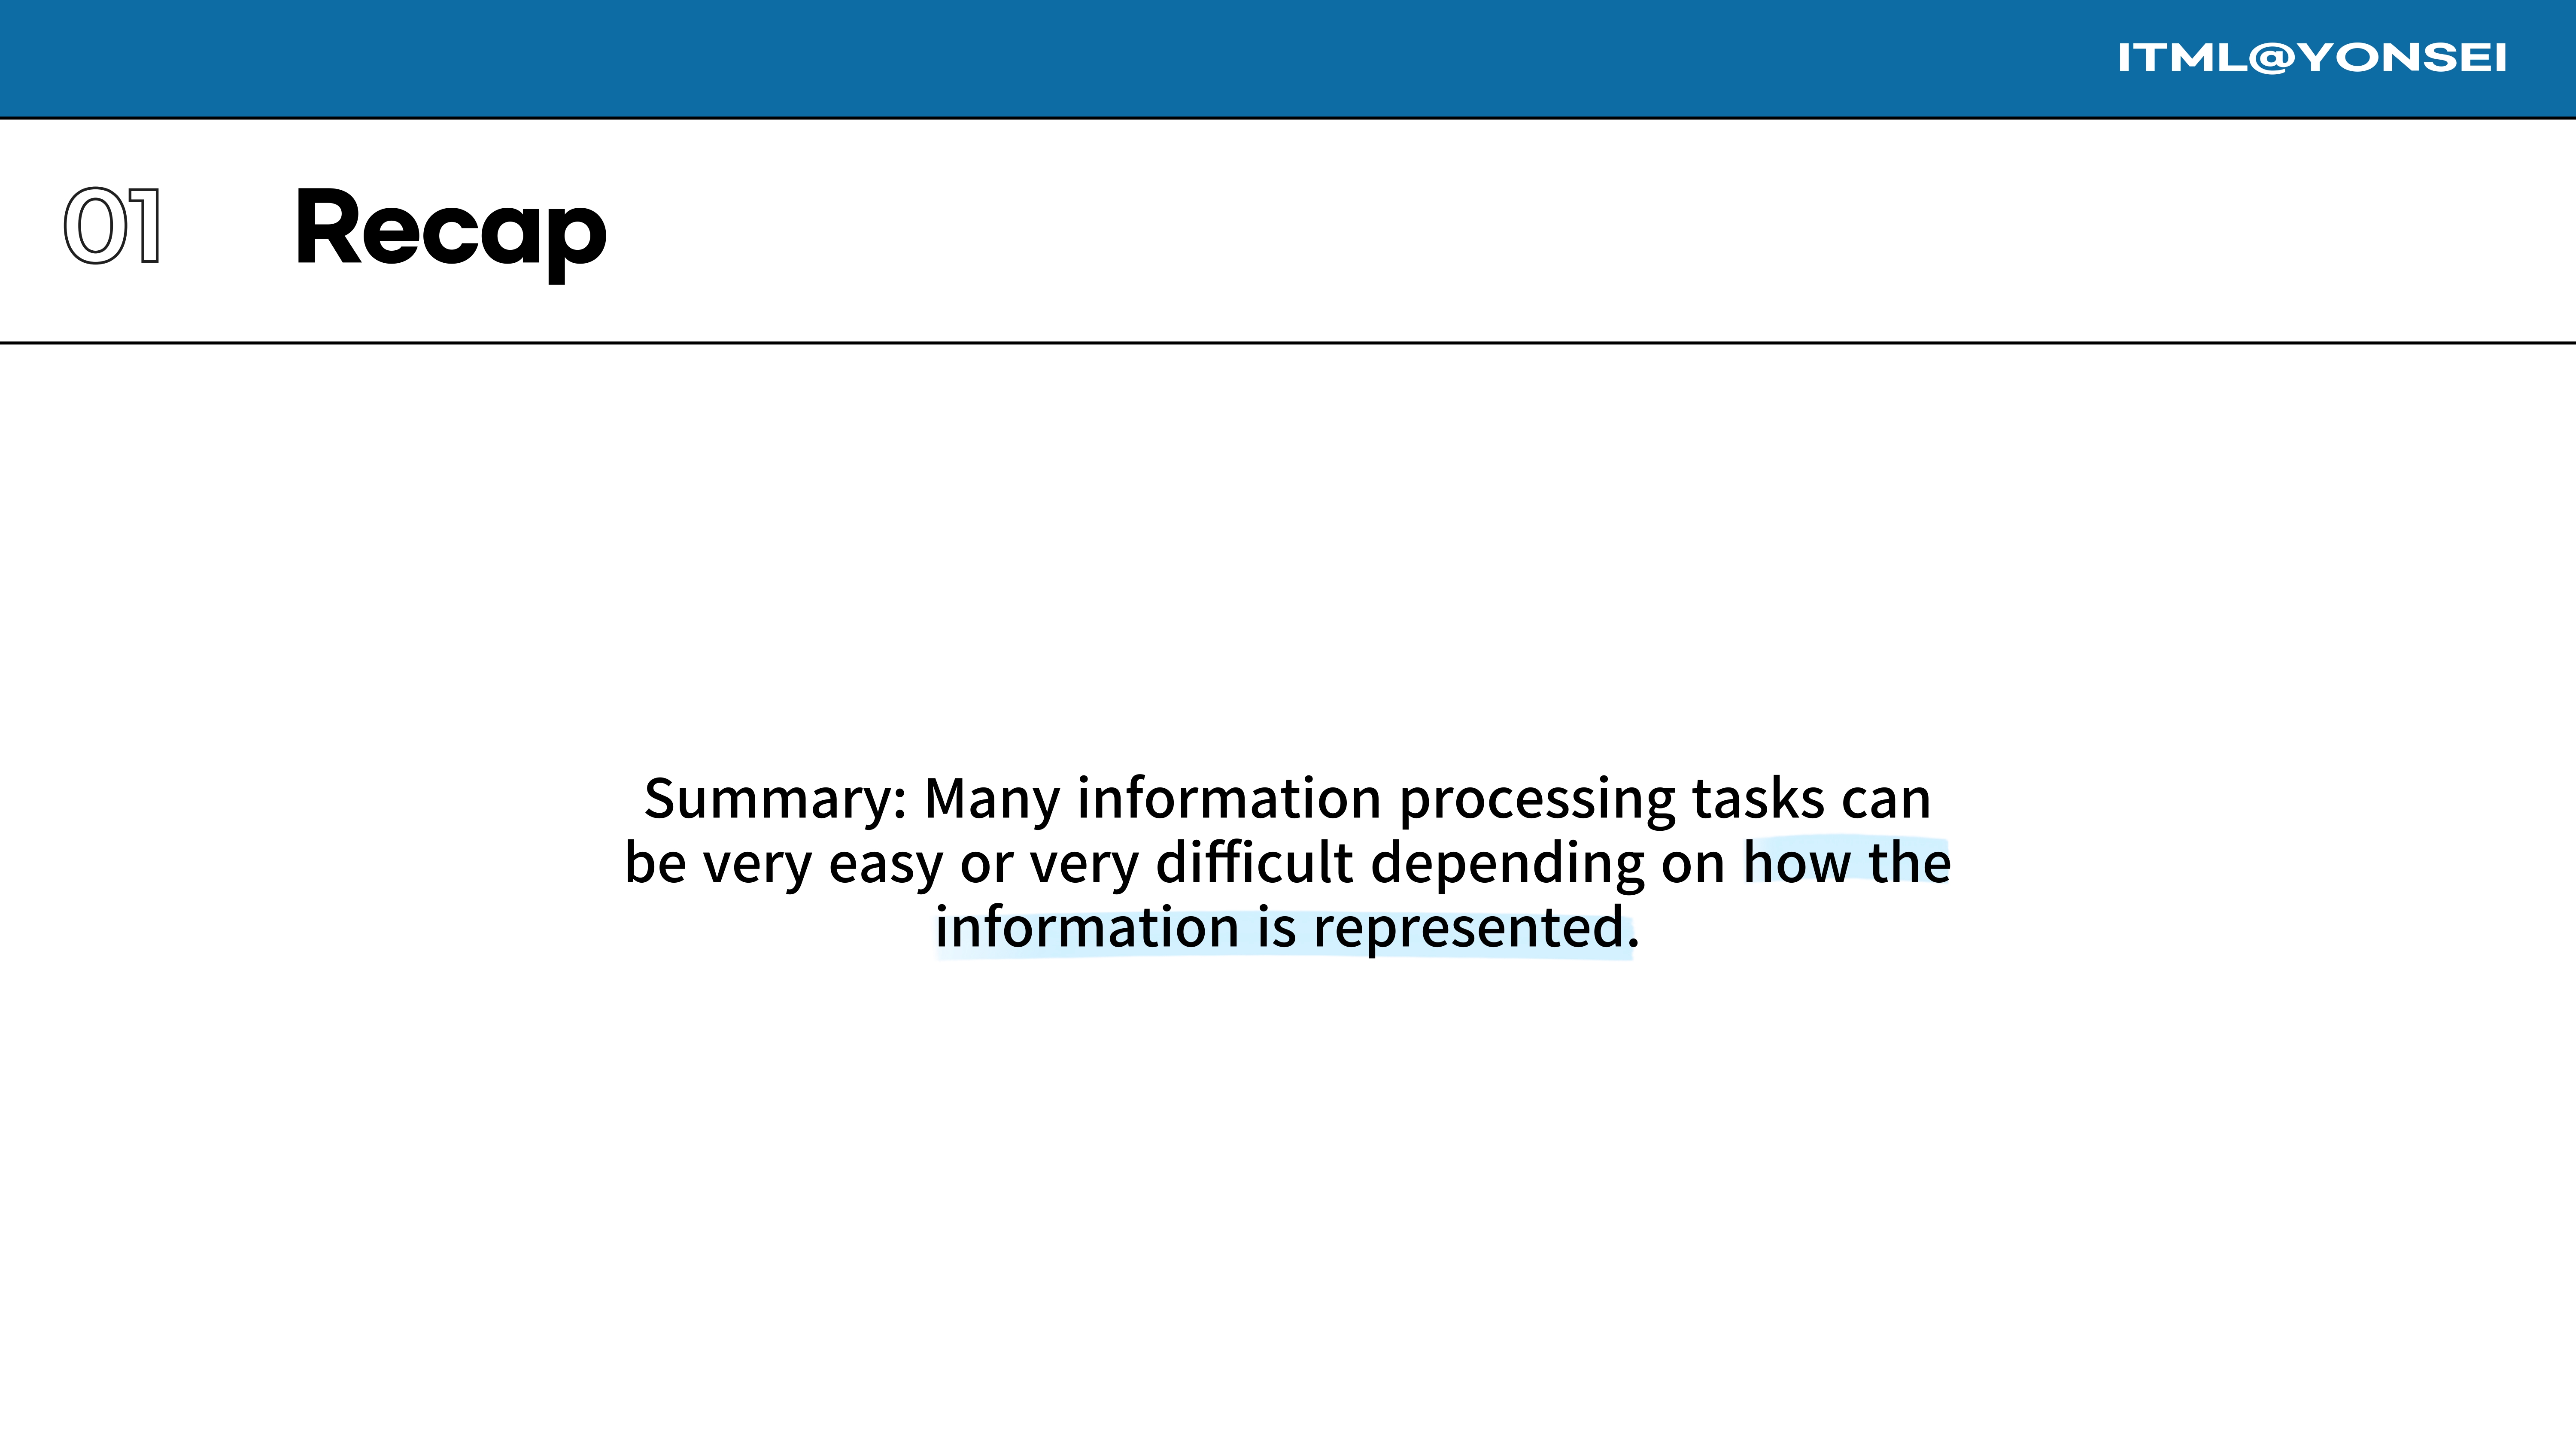 ITML@YONSEI
01 Recap
Summary: Many information processing tasks can
be very easy or very difficult depending on how the
information is represented.